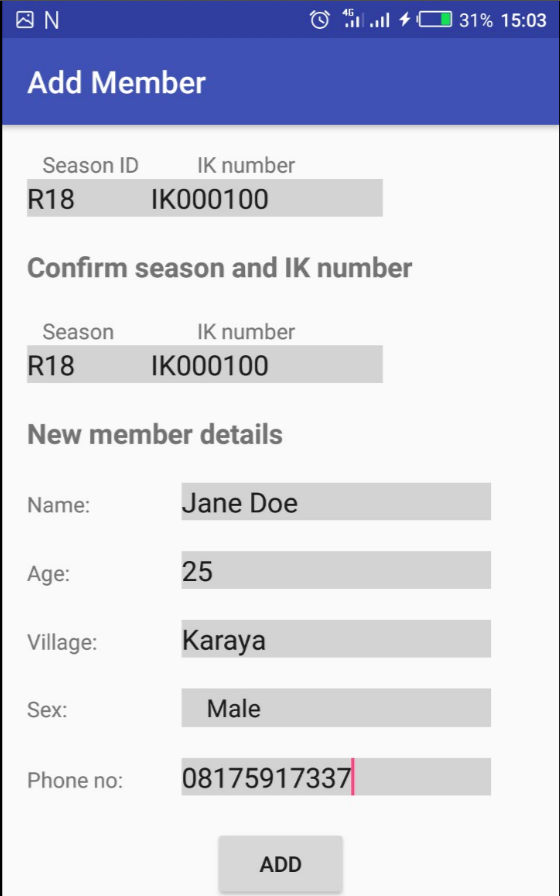 N 4G 31% 15:03
Add Member
Season ID IK number
R18 IK000100
Confirm season and IK number
Season IK number
R18 IK000100
New member details
Name: Jane Doe
Age: 25
Village: Karaya
Sex: Male
Phone no: 08175917337
ADD